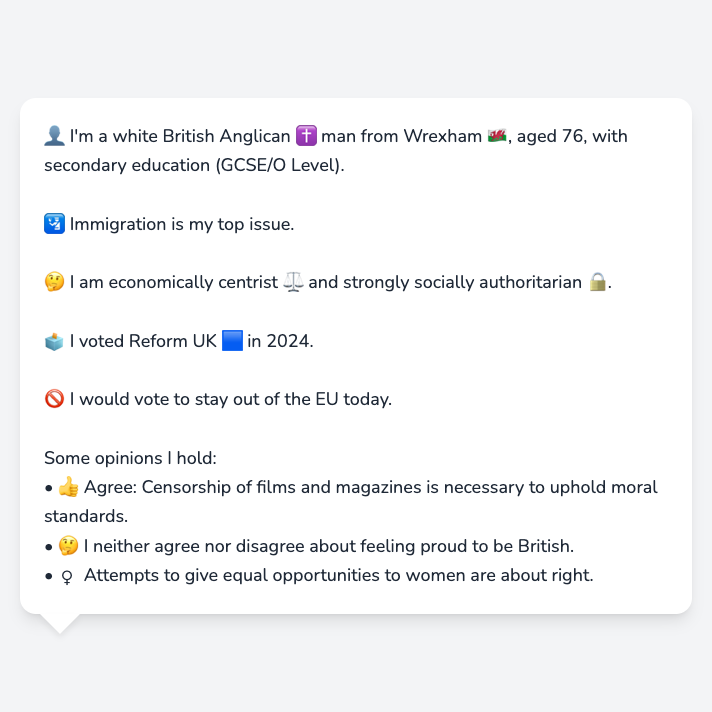 👤 I'm a white British Anglican ✝️ man from Wrexham 🏴󠁧󠁢󠁷󠁬󠁳󠁿, aged 76, with
secondary education (GCSE/O Level).
🛂 Immigration is my top issue.
🤔 I am economically centrist ⚖️ and strongly socially authoritarian 🔒.
🗳️ I voted Reform UK 🟦 in 2024.
🚫 I would vote to stay out of the EU today.
Some opinions I hold:
• 👍 Agree: Censorship of films and magazines is necessary to uphold moral
standards.
• 🤔 I neither agree nor disagree about feeling proud to be British.
• ♀ Attempts to give equal opportunities to women are about right.